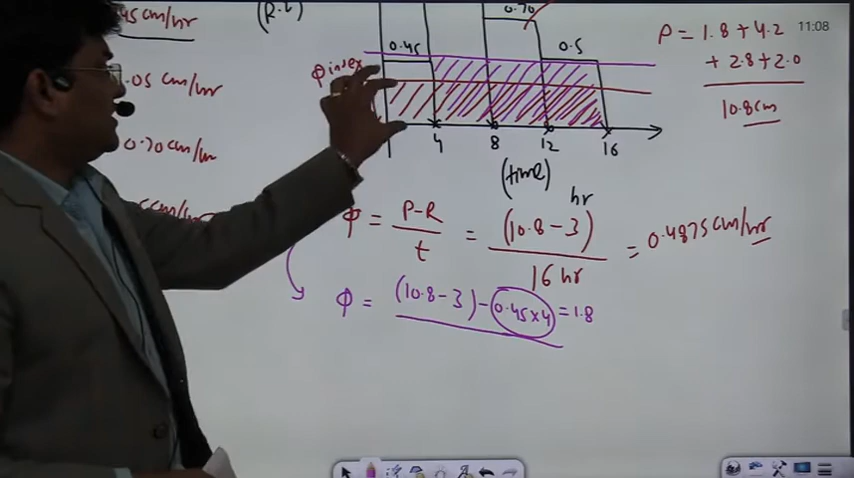 45 cm/hr
(R.I)
0.70
P = 1.8 + 4.2
11:08
.05 cm/hr
0.45
0.5
+ 2.8 + 2.0
φ index
10.8 cm
0.70 cm/hr
4 8 12 16
(time) hr
cm/hr
φ = P-R / t = (10.8 - 3) / 16 hr = 0.4875 cm/hr
φ = (10.8 - 3) - 0.45×4 = 1.8